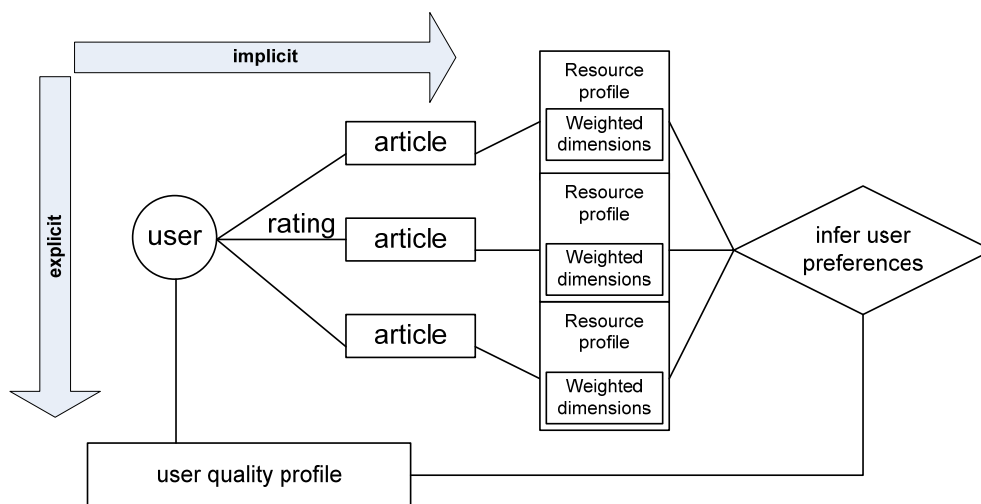 implicit
explicit
user
rating
article
article
article
Resource
profile
Weighted
dimensions
Resource
profile
Weighted
dimensions
Resource
profile
Weighted
dimensions
infer user
preferences
user quality profile